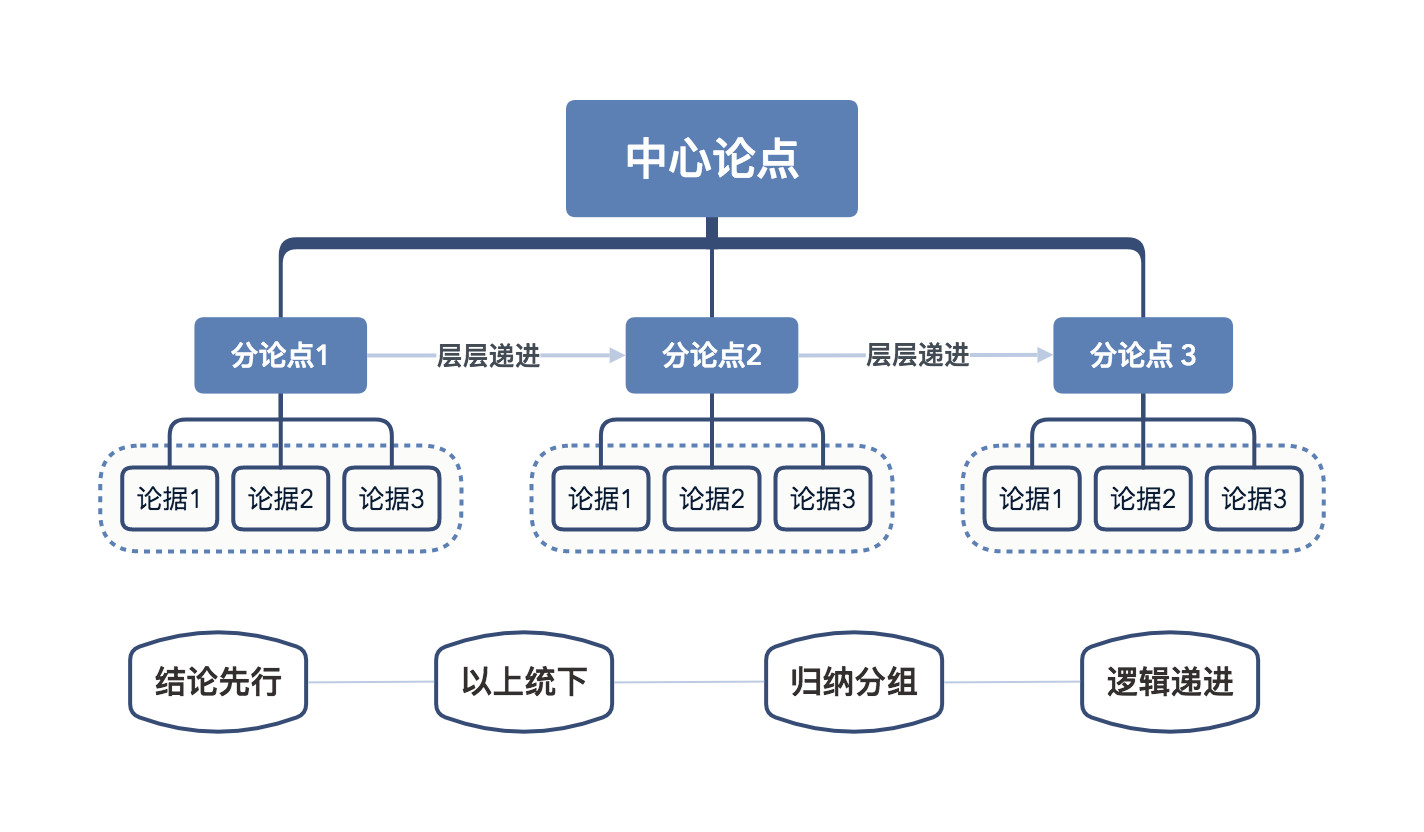 中心论点
分论点1
层层递进
分论点2
层层递进
分论点 3
论据1
论据2
论据3
论据1
论据2
论据3
论据1
论据2
论据3
结论先行
以上统下
归纳分组
逻辑递进